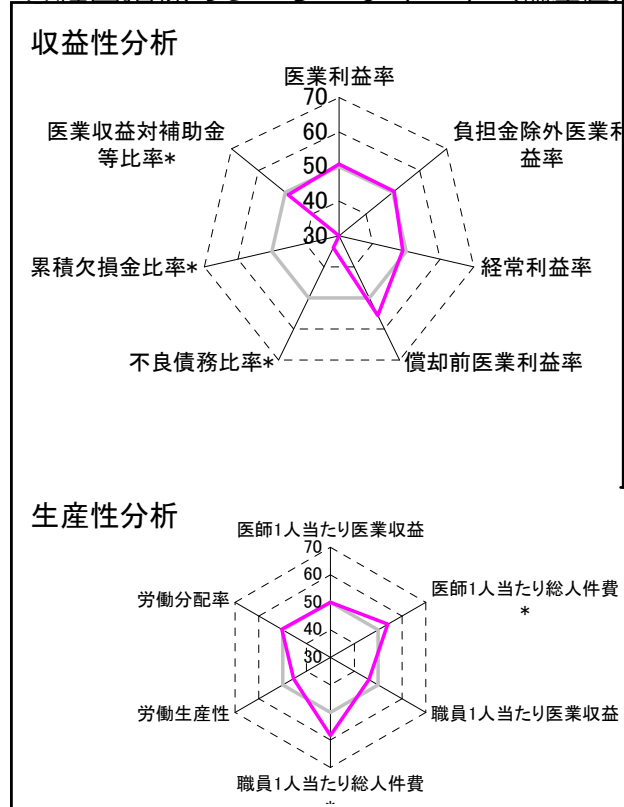 収益性分析
医業利益率
70
60
50
40
30
負担金除外医業利
益率
経常利益率
償却前医業利益率
不良債務比率*
累積欠損金比率*
医業収益対補助金
等比率*
生産性分析
医師1人当たり医業収益
70
60
50
40
30
医師1人当たり総人件費
*
職員1人当たり医業収益
職員1人当たり総人件費
*
労働生産性
労働分配率